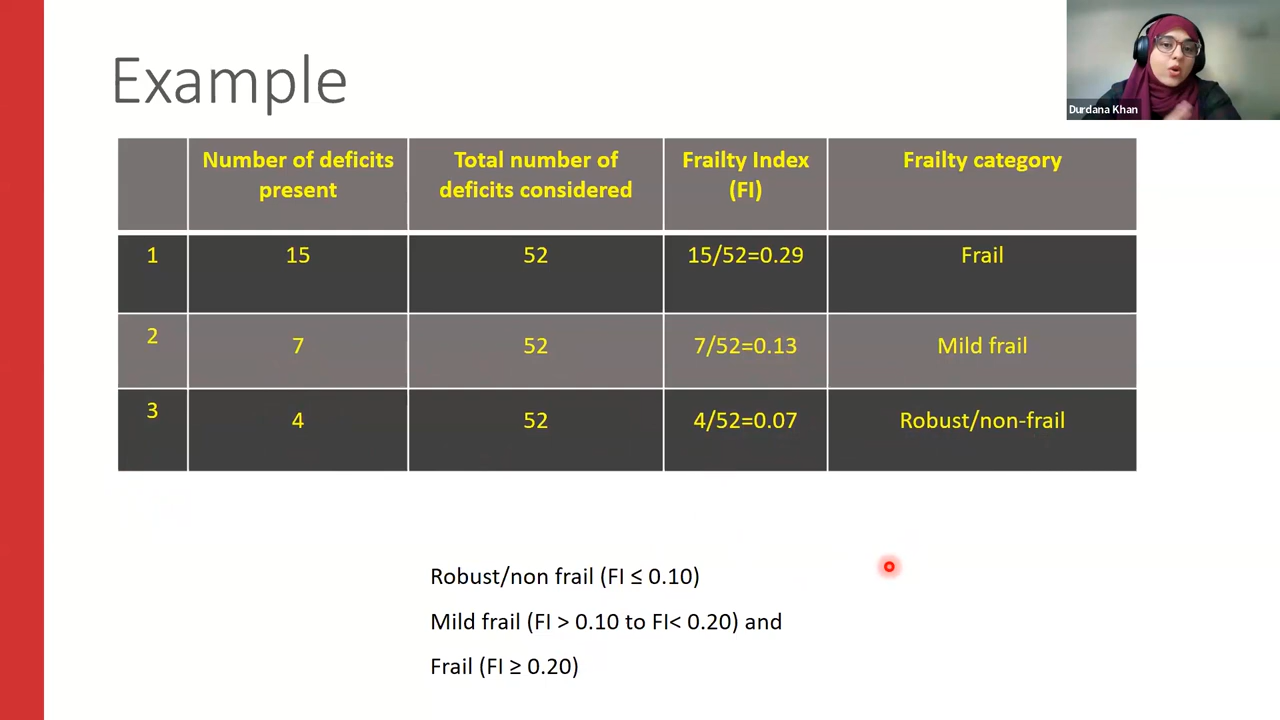 Example
Durdana Khan
Number of deficits present
Total number of deficits considered
Frailty Index (FI)
Frailty category
1
15
52
15/52=0.29
Frail
2
7
52
7/52=0.13
Mild frail
3
4
52
4/52=0.07
Robust/non-frail
Robust/non frail (FI ≤ 0.10)
Mild frail (FI > 0.10 to FI< 0.20) and
Frail (FI ≥ 0.20)